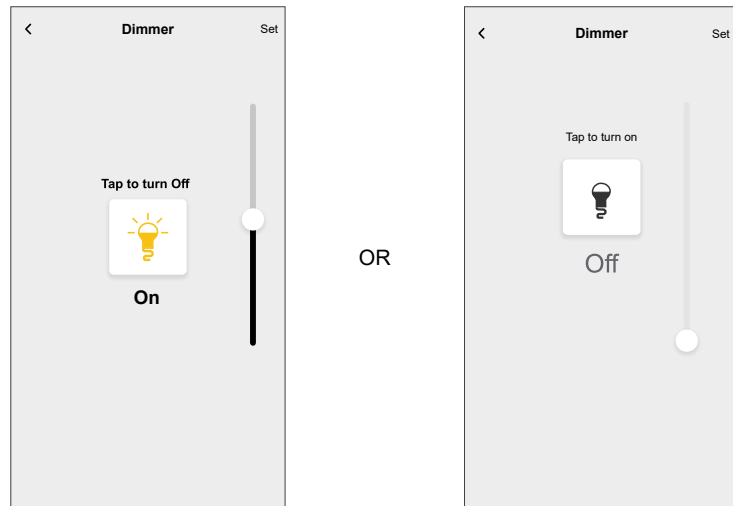 Dimmer Set
Tap to turn Off
On
OR
Dimmer Set
Tap to turn on
Off